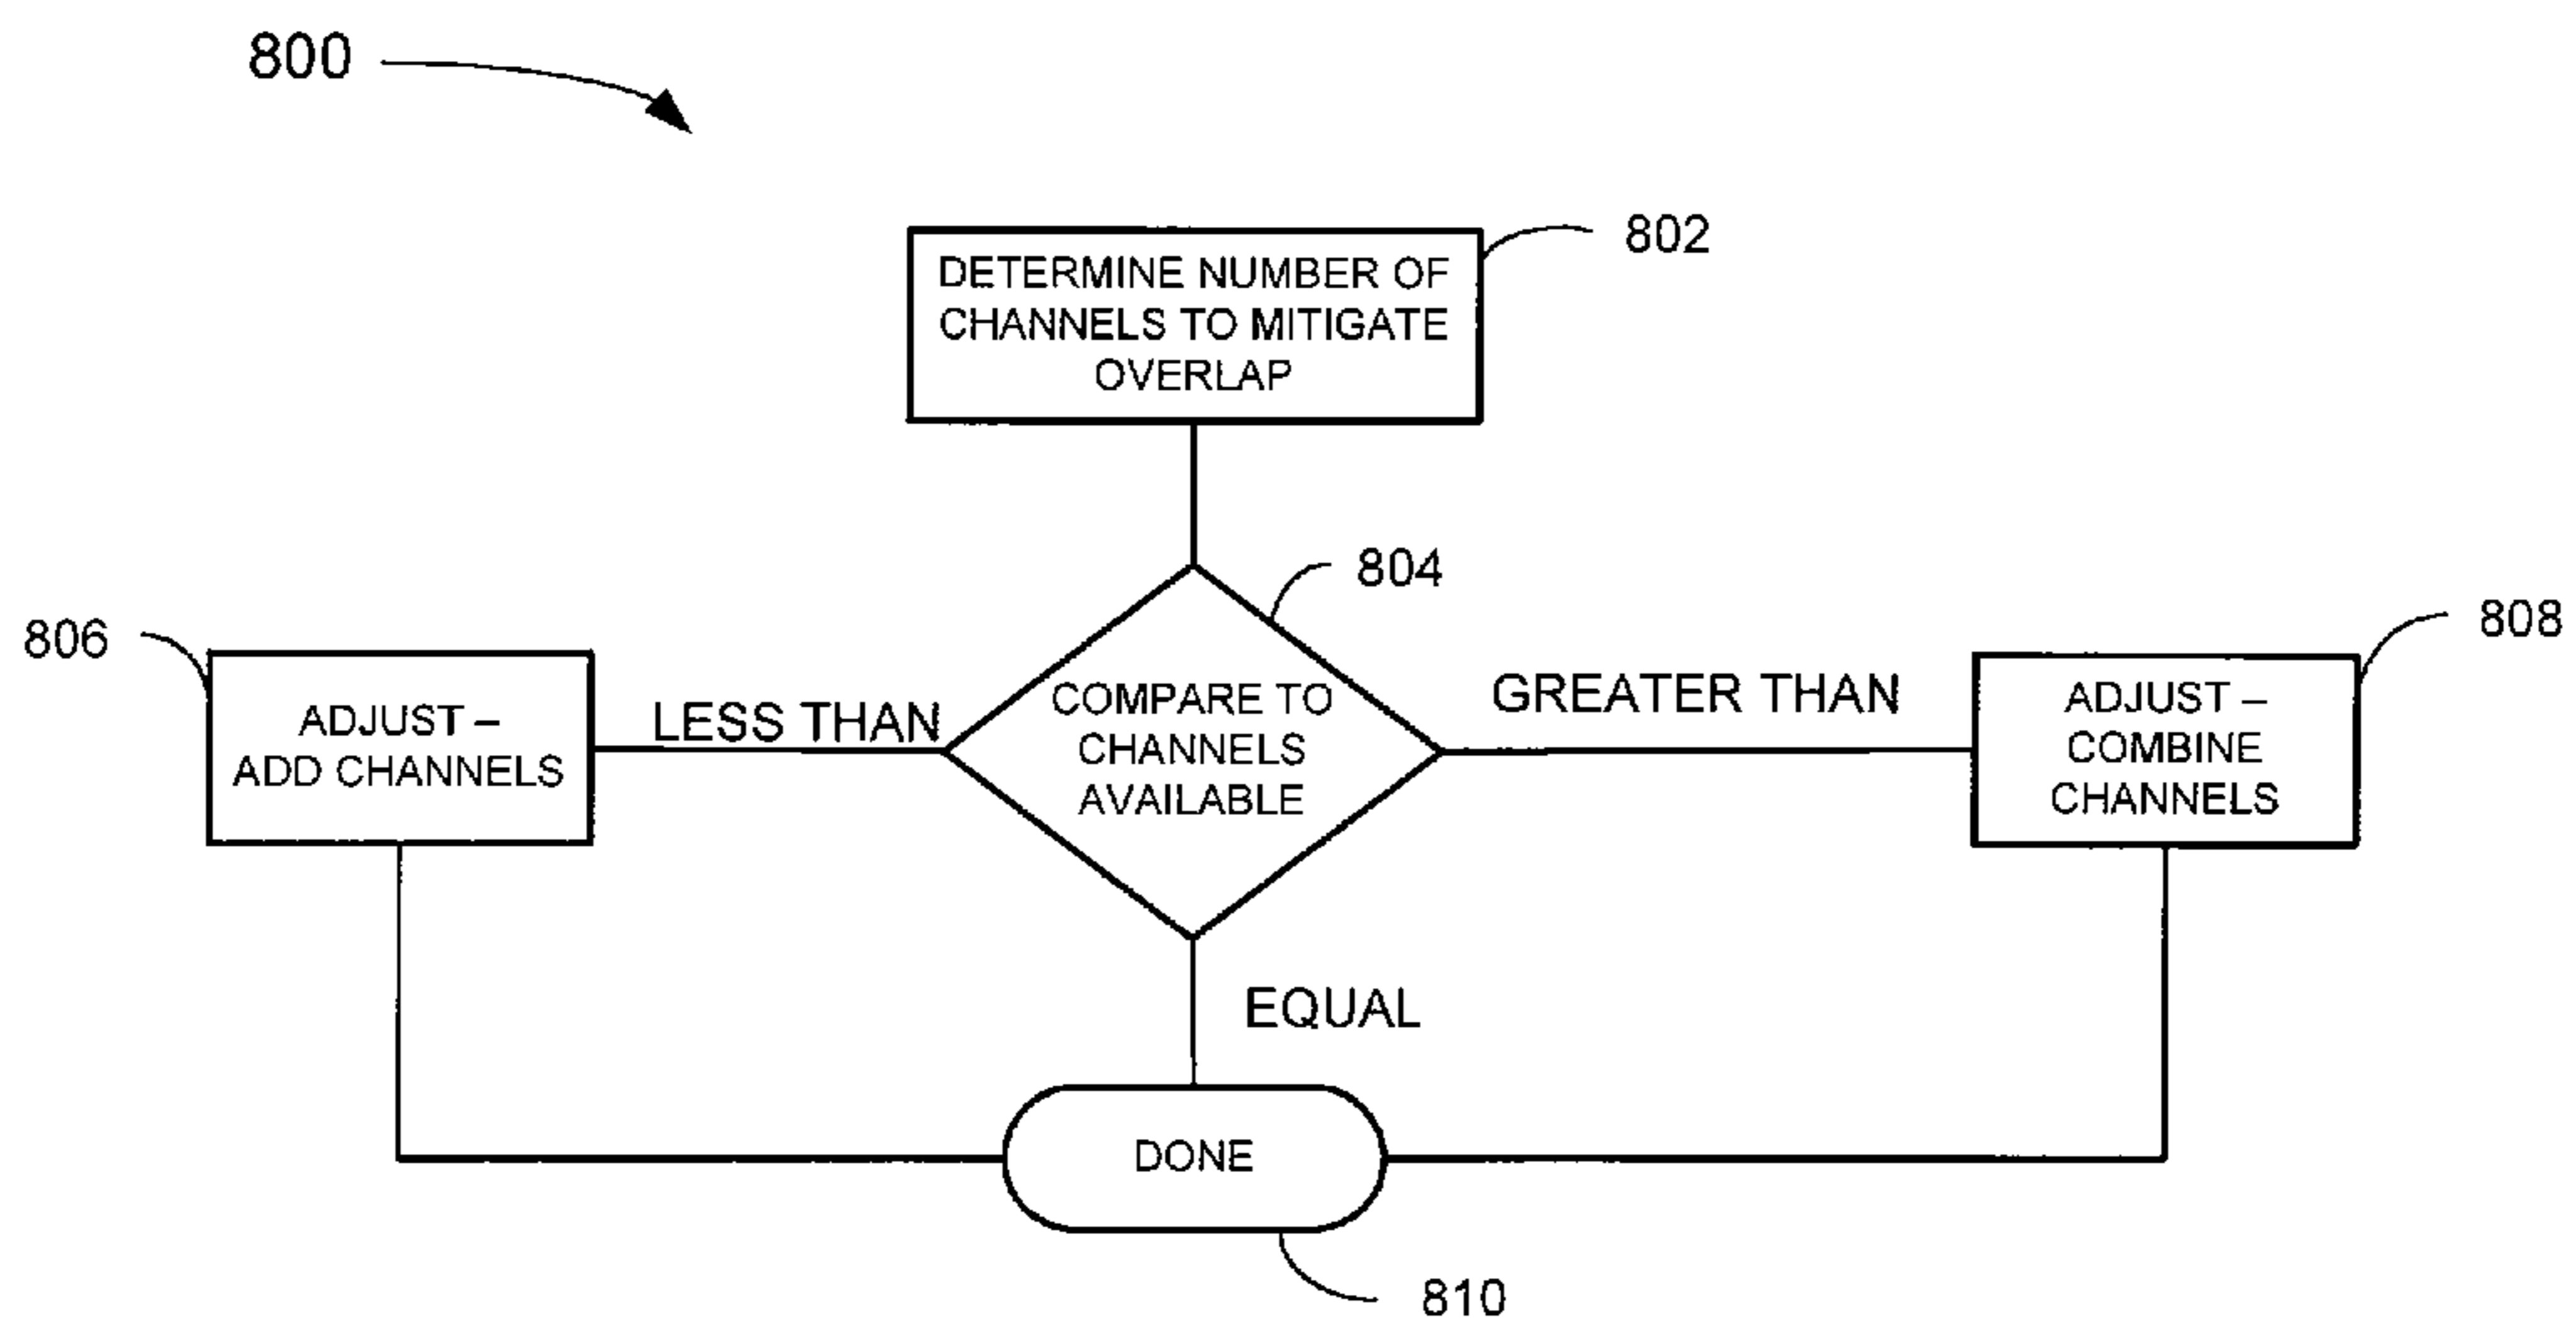 800
802
DETERMINE NUMBER OF
CHANNELS TO MITIGATE
OVERLAP
804
806
808
ADJUST –
ADD CHANNELS
LESS THAN
COMPARE TO
CHANNELS
AVAILABLE
GREATER THAN
ADJUST –
COMBINE
CHANNELS
EQUAL
DONE
810